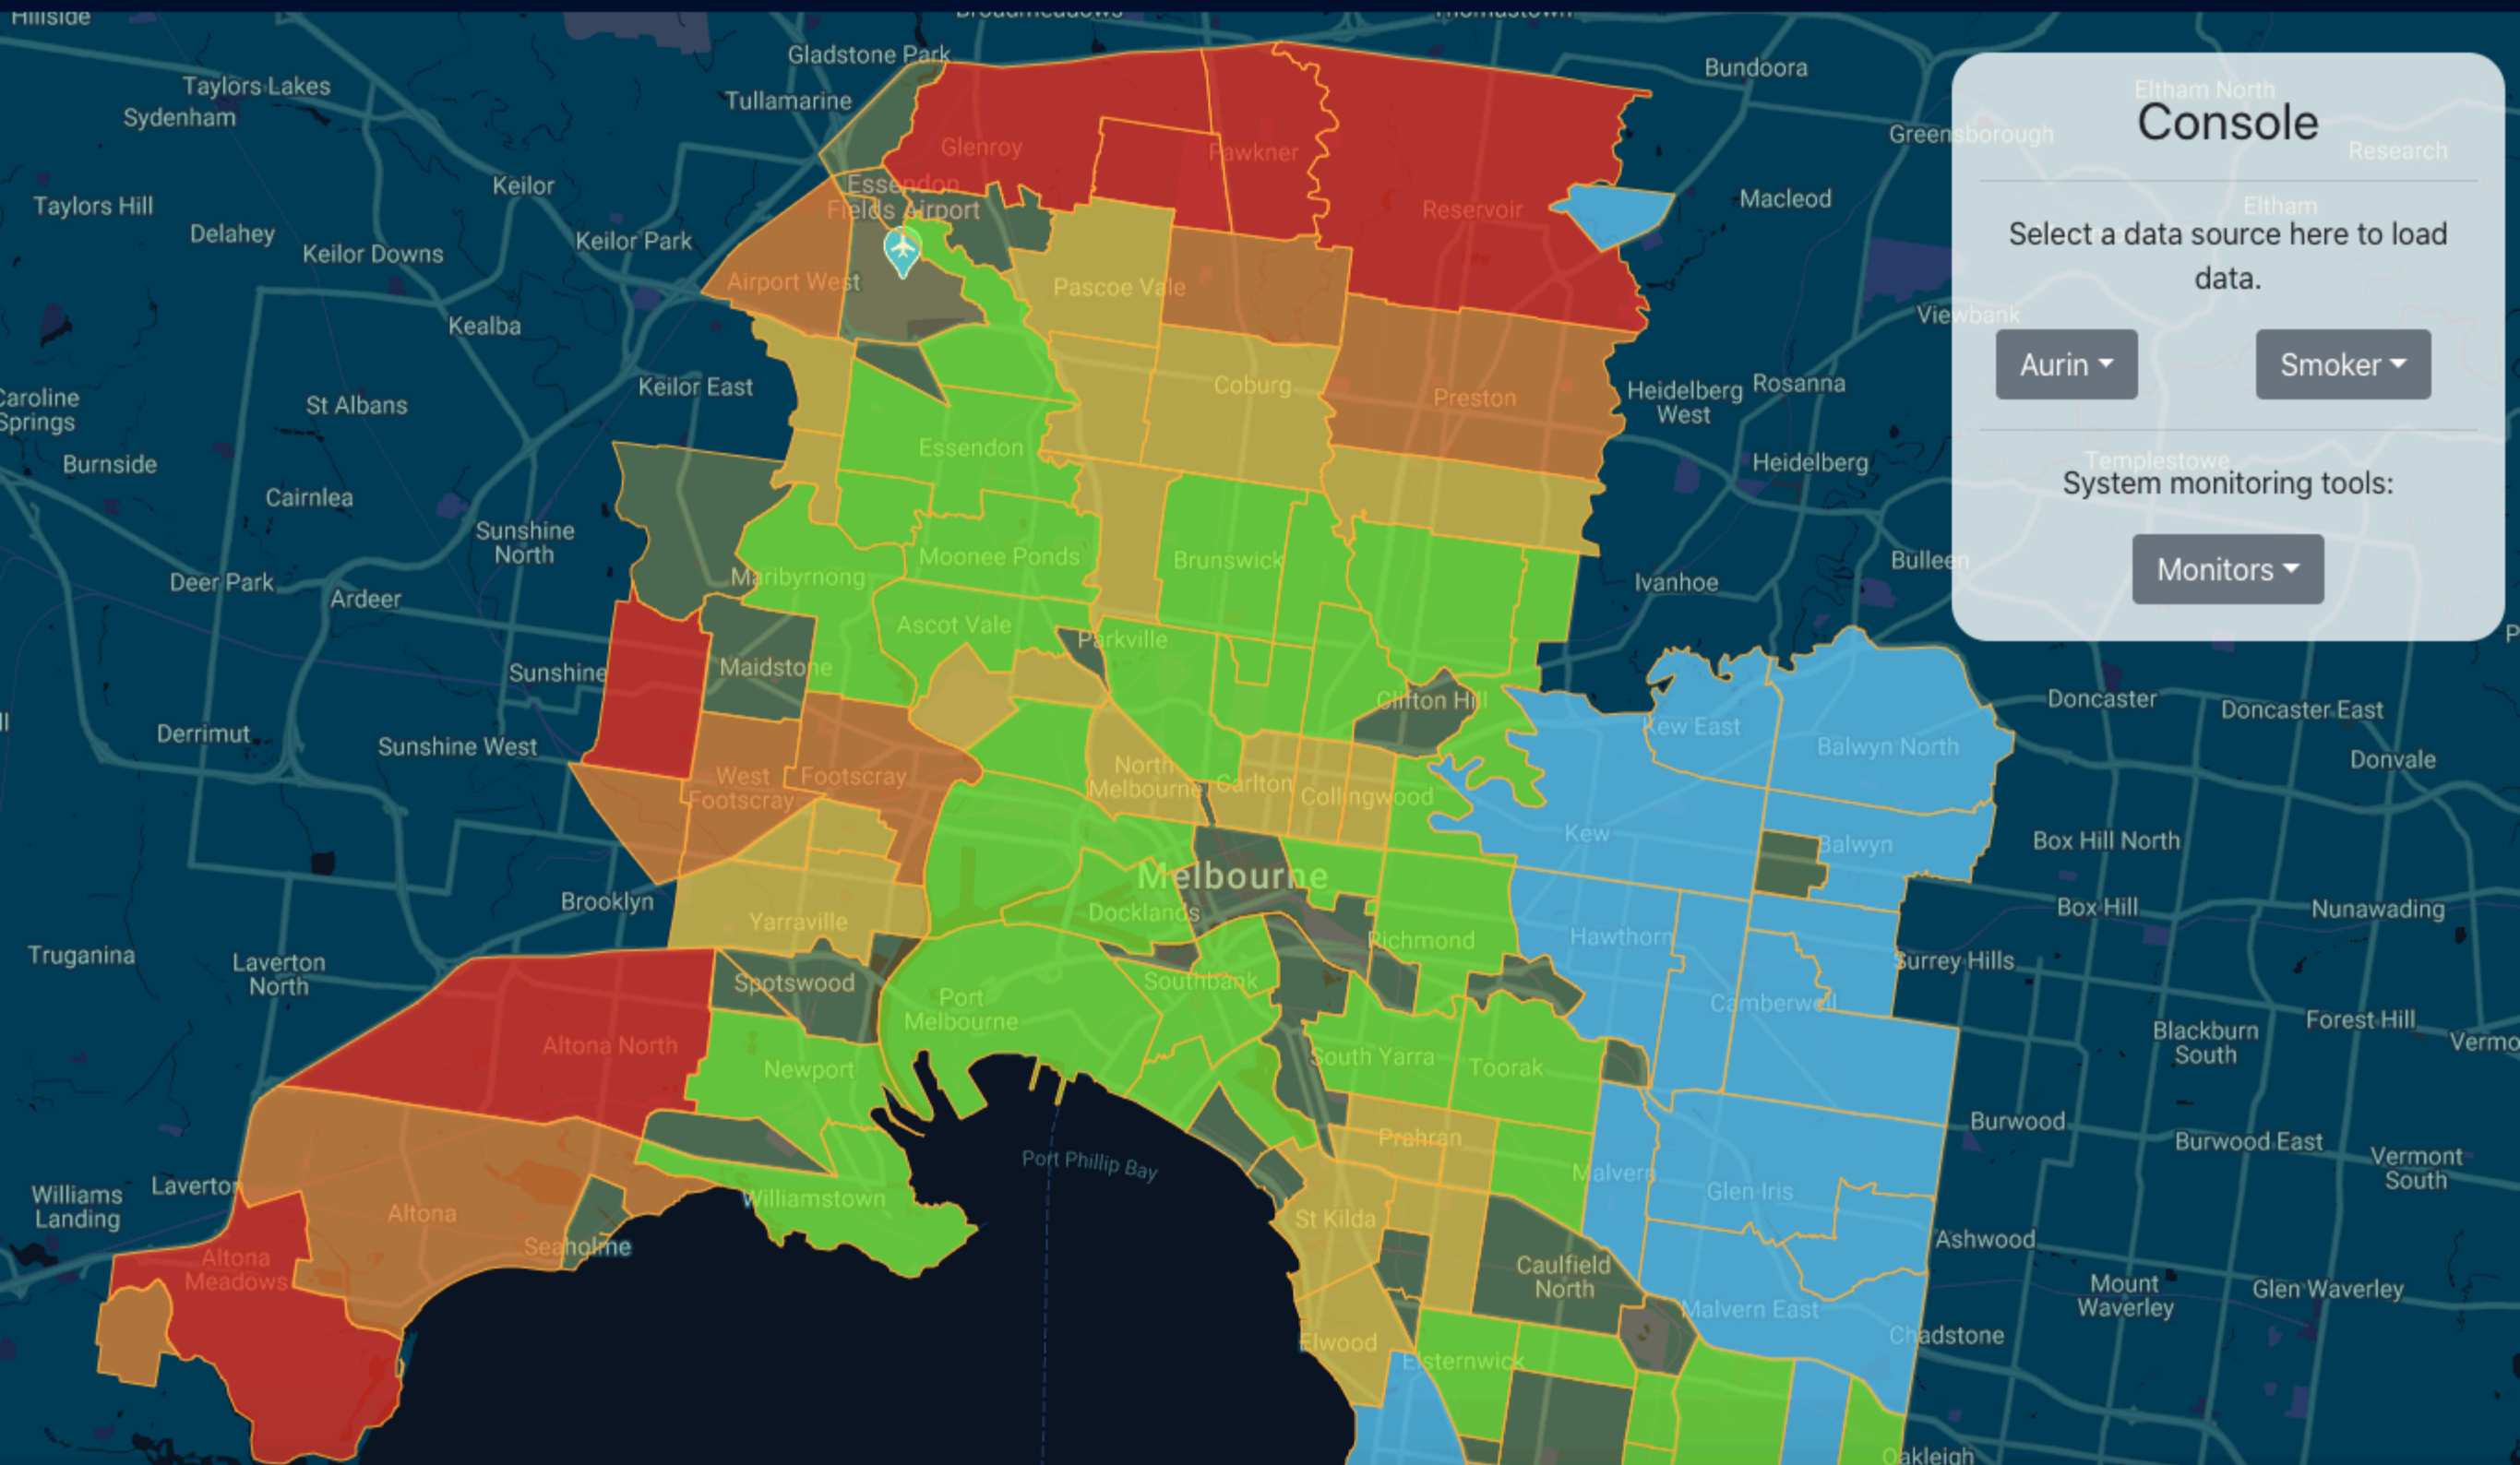 Hillside
Broadmeadows
Thomastown
Gladstone Park
Taylors Lakes
Tullamarine
Sydenham
Bundoora
Eltham North
Console
Greensborough
Research
Glenroy
Fawkner
Keilor
Essendon
Fields Airport
Taylors Hill
Reservoir
Macleod
Eltham
Delahey
Keilor Downs
Keilor Park
Select a data source here to load
data.
Airport West
Pascoe Vale
Viewbank
Kealba
Aurin
Smoker
Keilor East
Coburg
Preston
Heidelberg
West
Rosanna
Caroline
Springs
St Albans
Essendon
Burnside
Heidelberg
Templestowe
System monitoring tools:
Cairnlea
Sunshine
North
Moonee Ponds
Brunswick
Bulleen
Monitors
Maribyrnong
Deer Park
Ardeer
Ivanhoe
Ascot Vale
Parkville
Sunshine
Maidstone
Clifton Hill
Doncaster
Doncaster East
Kew East
Balwyn North
Derrimut
Sunshine West
Donvale
West
Footscray
Footscray
North
Melbourne
Carlton
Collingwood
Kew
Balwyn
Box Hill North
Melbourne
Brooklyn
Docklands
Box Hill
Nunawading
Yarraville
Richmond
Hawthorn
Truganina
Laverton
North
Surrey Hills
Spotswood
Southbank
Port
Melbourne
Camberwell
Forest Hill
Blackburn
South
Vermo
Altona North
Newport
South Yarra
Toorak
Burwood
Burwood East
Prahran
Port Phillip Bay
Malvern
Glen Iris
Vermont
South
Williams
Landing
Laverton
Altona
Williamstown
St Kilda
Seaholme
Ashwood
Altona
Meadows
Caulfield
North
Mount
Waverley
Glen Waverley
Malvern East
Chadstone
Elwood
Elsternwick
Oakleigh